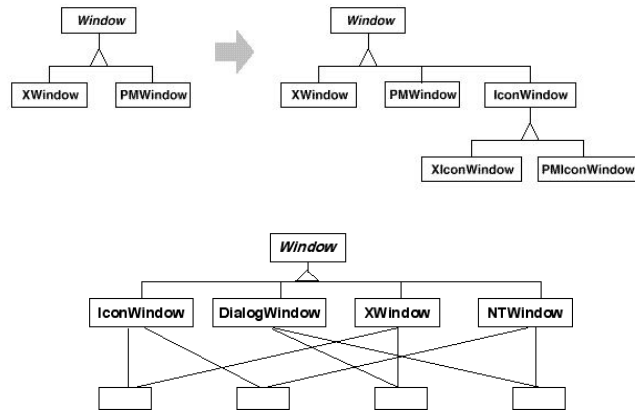 Window
Window
XWindow
PMWindow
XWindow
PMWindow
IconWindow
XIconWindow
PMIconWindow
Window
IconWindow
DialogWindow
XWindow
NTWindow